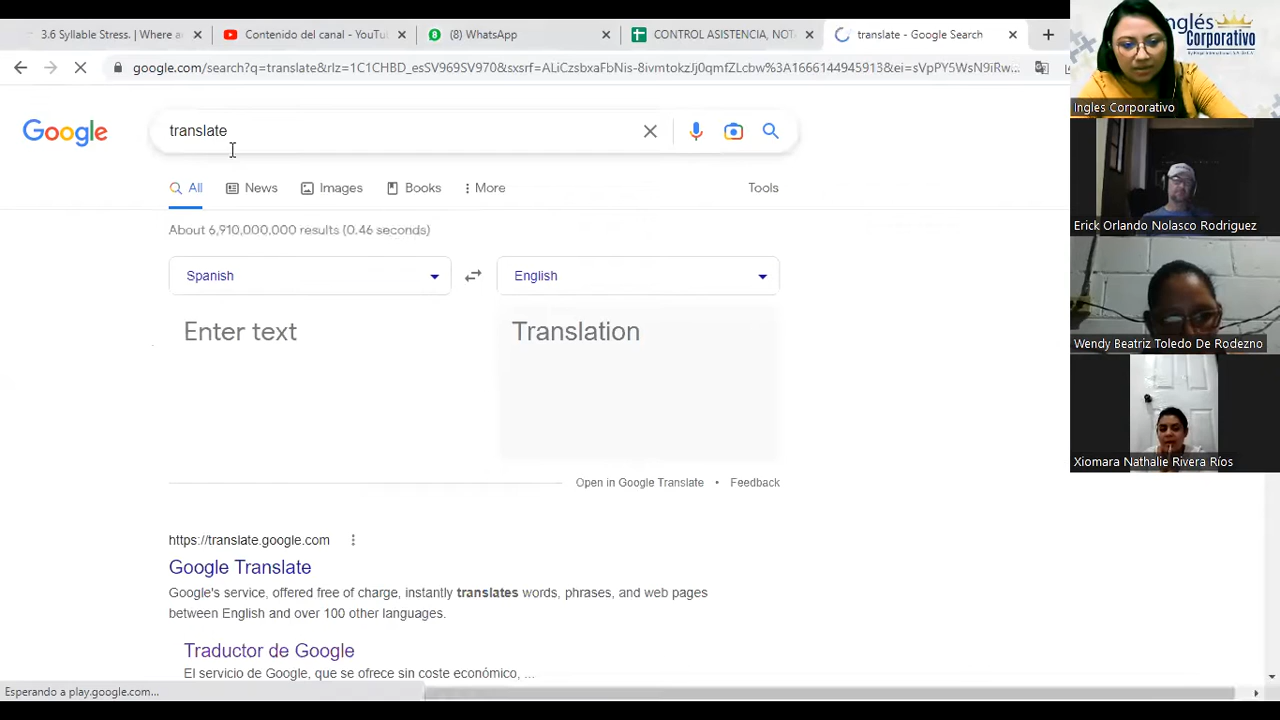 3.6 Syllable Stress. | Where a
Contenido del canal - YouTu
(8) WhatsApp
CONTROL ASISTENCIA, NOT
translate - Google Search
google.com/search?q=translate&rlz=1C1CHBD_esSV969SV970&sxsrf=ALiCzsbxaFbNis-8ivmtokzJj0qmfZLcbw%3A1666144945913&ei=sVpPY5WsN9iRw...
Google
translate
All
News
Images
Books
More
Tools
About 6,910,000,000 results (0.46 seconds)
Spanish
English
Enter text
Translation
Open in Google Translate • Feedback
https://translate.google.com
Google Translate
Google's service, offered free of charge, instantly translates words, phrases, and web pages
between English and over 100 other languages.
Traductor de Google
El servicio de Google, que se ofrece sin coste económico, ...
Esperando a play.google.com...
Inglés
Corporativo
Ingles Corporativo
Erick Orlando Nolasco Rodriguez
Wendy Beatriz Toledo De Rodezno
Xiomara Nathalie Rivera Ríos